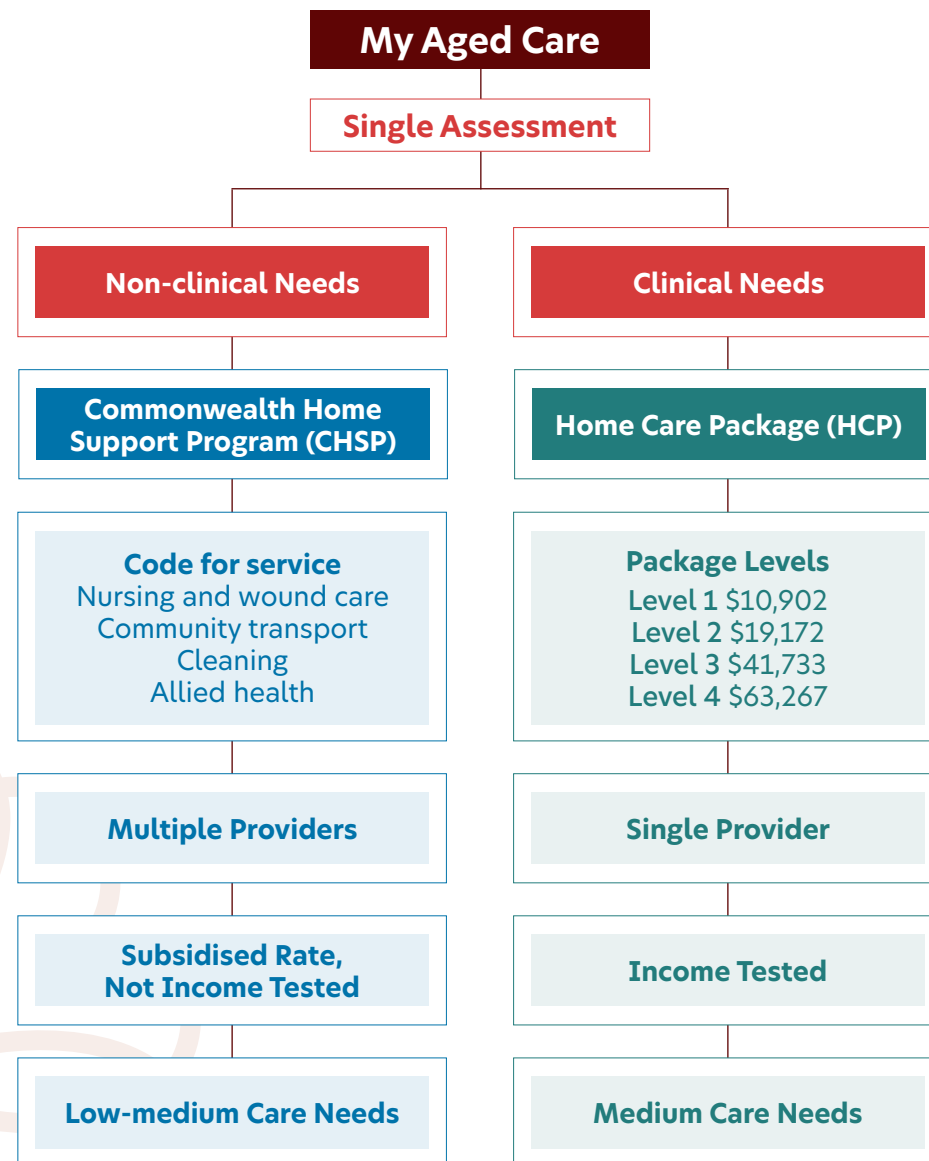 My Aged Care
Single Assessment
Non-clinical Needs
Commonwealth Home
Support Program (CHSP)
Code for service
Nursing and wound care
Community transport
Cleaning
Allied health
Multiple Providers
Subsidised Rate,
Not Income Tested
Low-medium Care Needs
Clinical Needs
Home Care Package (HCP)
Package Levels
Level 1 $10,902
Level 2 $19,172
Level 3 $41,733
Level 4 $63,267
Single Provider
Income Tested
Medium Care Needs